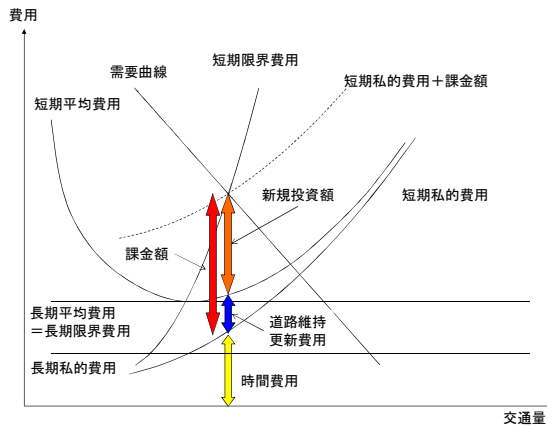 費用
需要曲線
短期限界費用
短期私的費用＋課金額
短期平均費用
新規投資額
短期私的費用
課金額
長期平均費用
＝長期限界費用
道路維持
更新費用
長期私的費用
時間費用
交通量